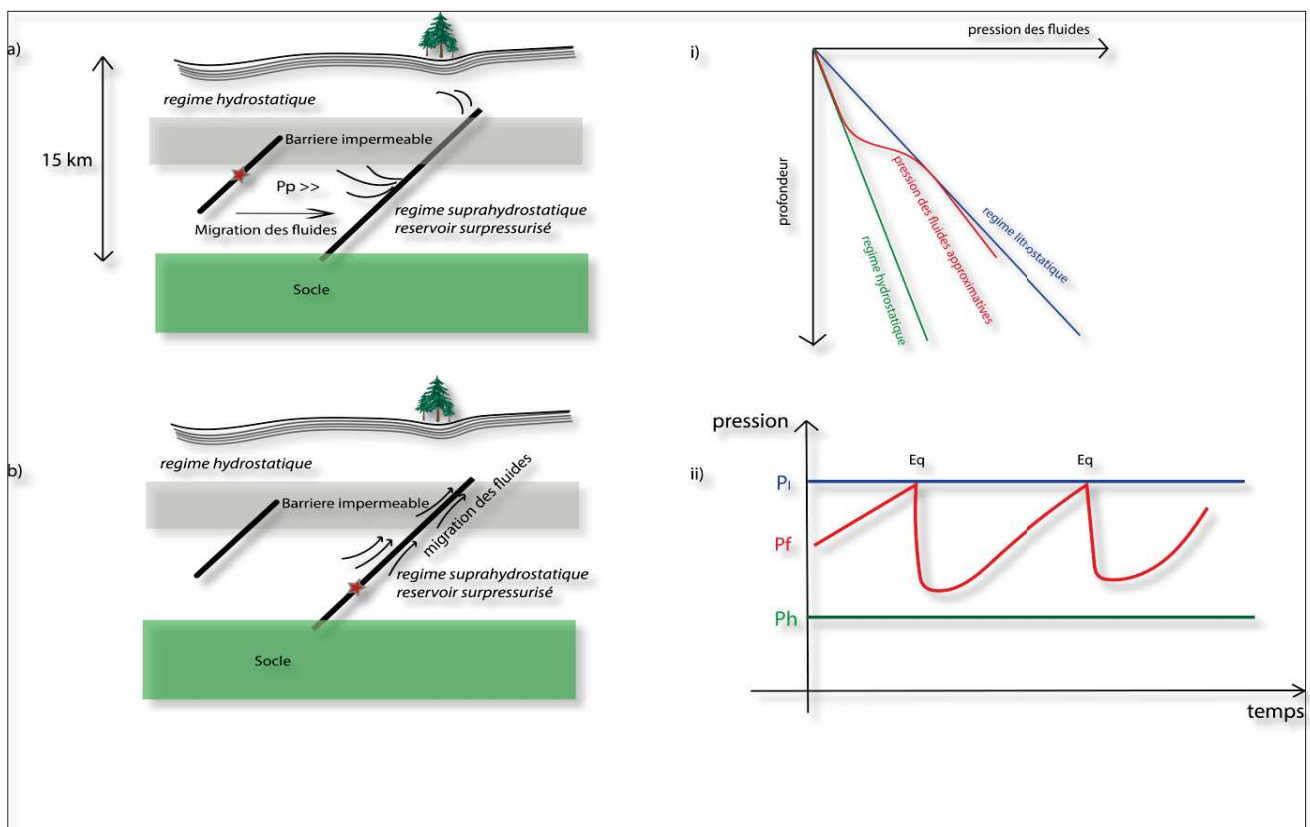 a)
15 km
regime hydrostatique
Barriere impermeable
Pp >>
Migration des fluides
regime suprahydrostatique
reservoir surpressurisé
Socle
i)
pression des fluides
profondeur
regime hydrostatique
pression des fluides approximatives
regime litrostatique
b)
regime hydrostatique
Barriere impermeable
migration des fluides
regime suprahydrostatique
reservoir surpressurisé
Socle
ii)
pression
Pl
Pf
Ph
Eq
Eq
temps